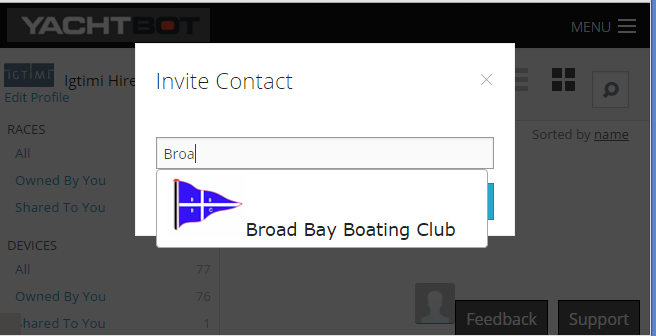 YACHTBOT
MENU
IGTIMI
Igtimi Hire
Edit Profile
Invite Contact
Sorted by name
RACES
All
Owned By You
Shared To You
Broa
Broad Bay Boating Club
DEVICES
All 77
Owned By You 76
Shared To You 1
Feedback
Support